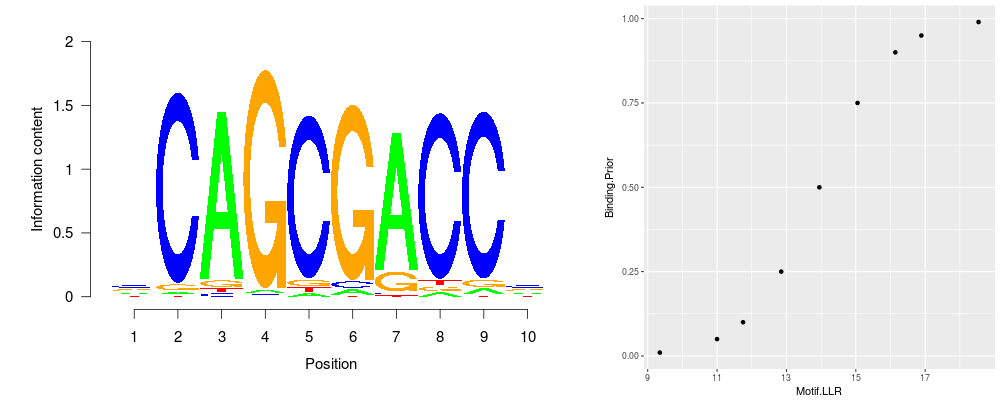 2
1.5
1
0.5
0
Information content
CAGCGACC
G
1 2 3 4 5 6 7 8 9 10
Position
1.00
0.75
0.50
0.25
0.00
Binding.Prior
9 11 13 15 17
Motif.LLR